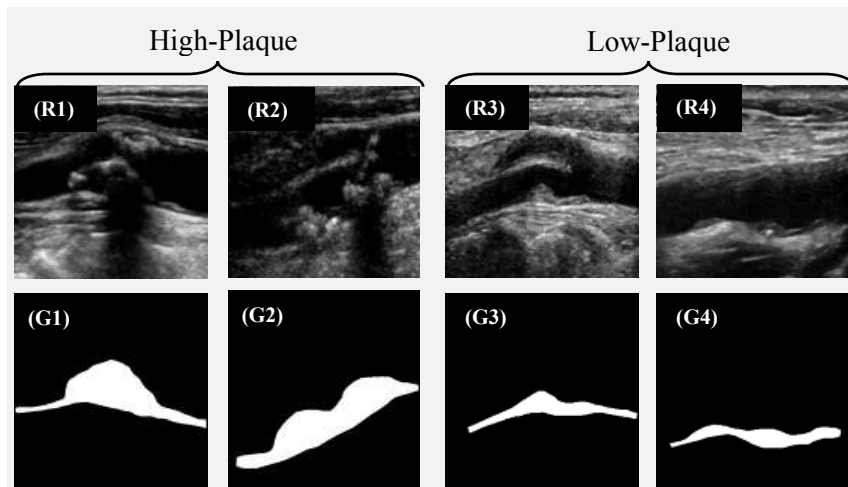 High-Plaque
Low-Plaque
(R1)
(R2)
(R3)
(R4)
(G1)
(G2)
(G3)
(G4)